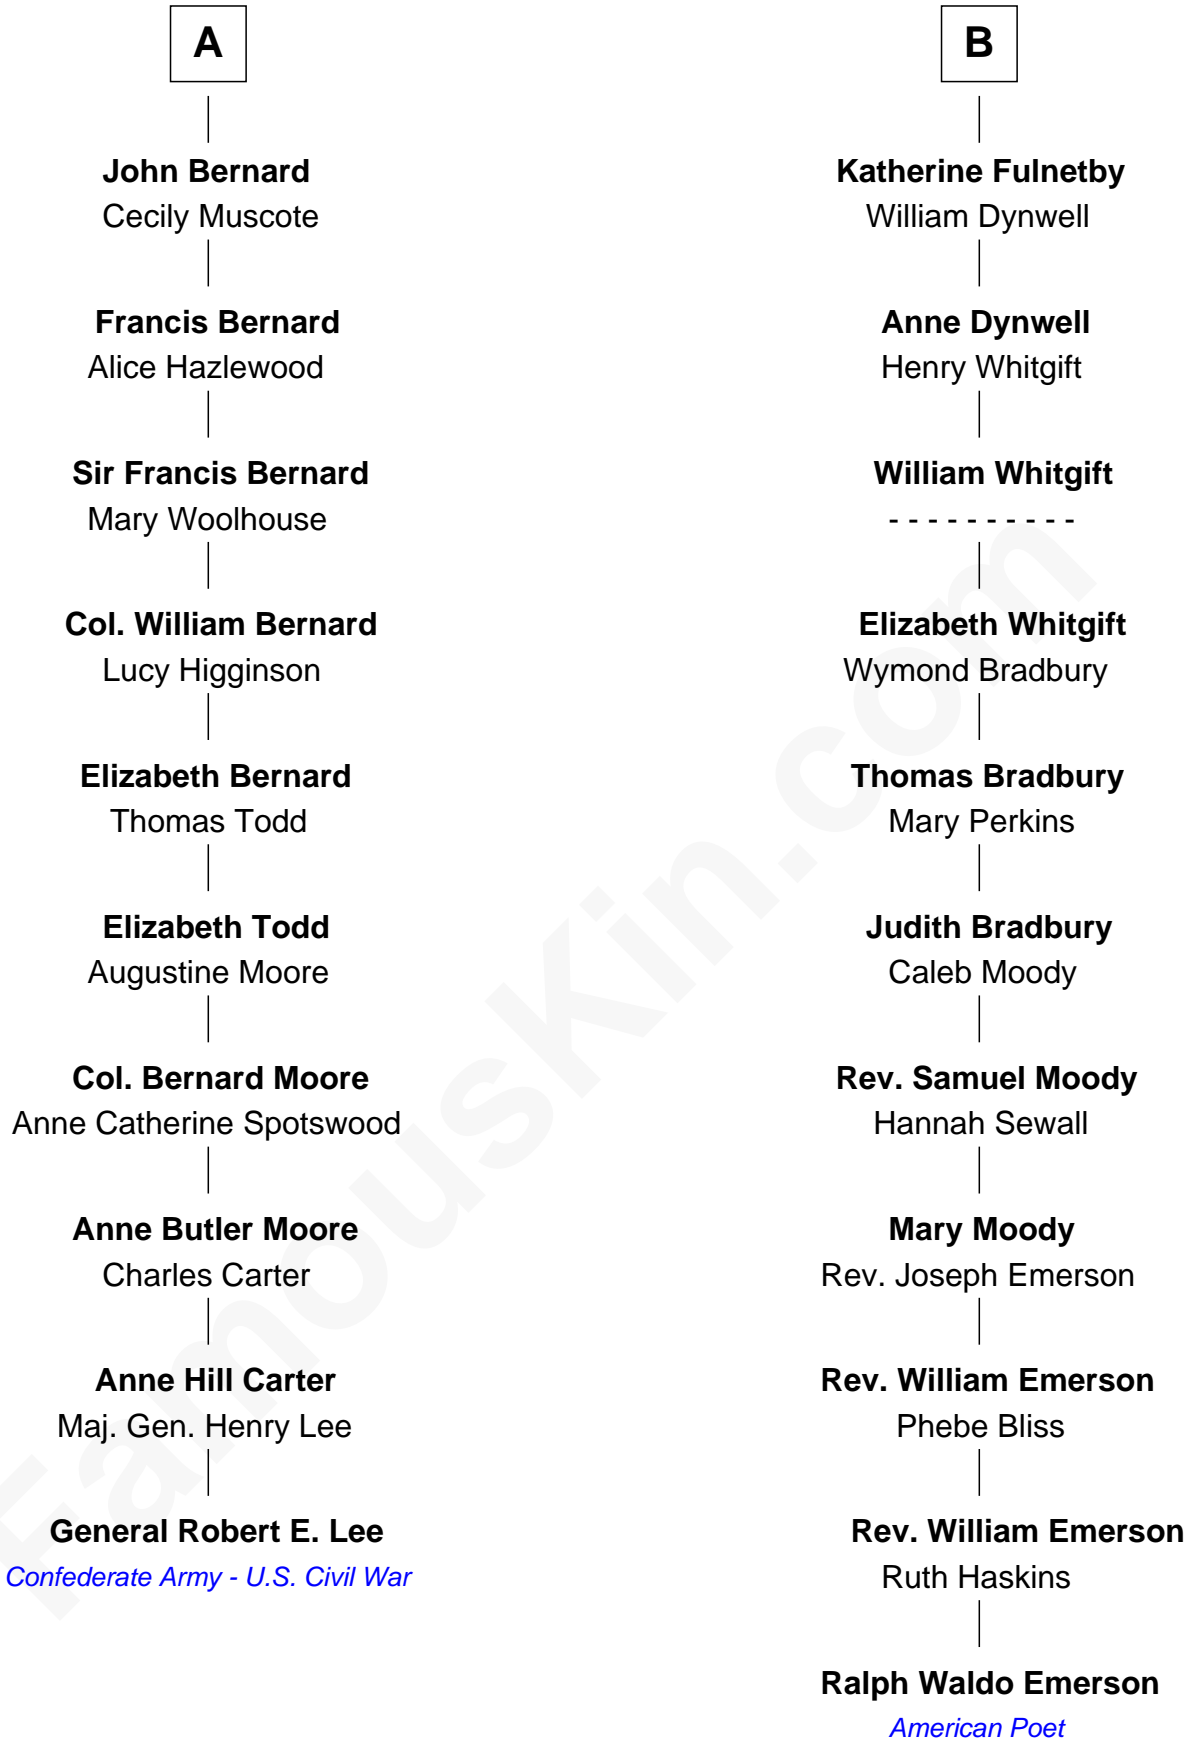 A
John Bernard
Cecily Muscote
Francis Bernard
Alice Hazlewood
Sir Francis Bernard
Mary Woolhouse
Col. William Bernard
Lucy Higginson
Elizabeth Bernard
Thomas Todd
Elizabeth Todd
Augustine Moore
Col. Bernard Moore
Anne Catherine Spotswood
Anne Butler Moore
Charles Carter
Anne Hill Carter
Maj. Gen. Henry Lee
General Robert E. Lee
Confederate Army - U.S. Civil War
B
Katherine Fulnetby
William Dynwell
Anne Dynwell
Henry Whitgift
William Whitgift
- - - - - - - - - -
Elizabeth Whitgift
Wymond Bradbury
Thomas Bradbury
Mary Perkins
Judith Bradbury
Caleb Moody
Rev. Samuel Moody
Hannah Sewall
Mary Moody
Rev. Joseph Emerson
Rev. William Emerson
Phebe Bliss
Rev. William Emerson
Ruth Haskins
Ralph Waldo Emerson
American Poet
FamousKin.com